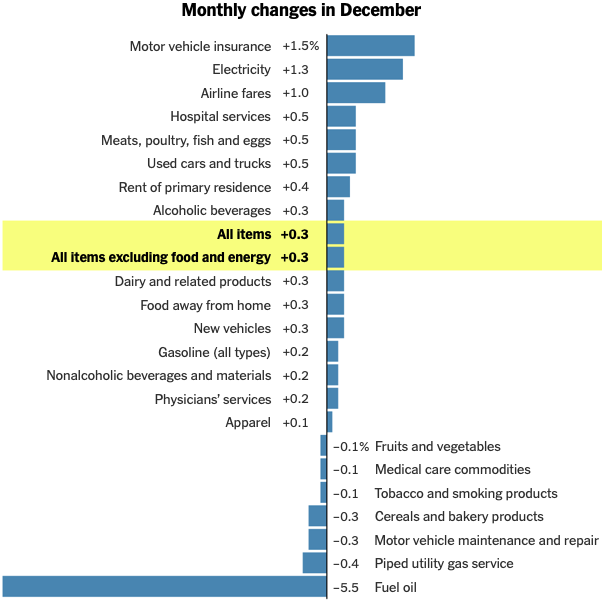 Monthly changes in December
Motor vehicle insurance +1.5%
Electricity +1.3
Airline fares +1.0
Hospital services +0.5
Meats, poultry, fish and eggs +0.5
Used cars and trucks +0.5
Rent of primary residence +0.4
Alcoholic beverages +0.3
All items +0.3
All items excluding food and energy +0.3
Dairy and related products +0.3
Food away from home +0.3
New vehicles +0.3
Gasoline (all types) +0.2
Nonalcoholic beverages and materials +0.2
Physicians’ services +0.2
Apparel +0.1
−0.1% Fruits and vegetables
−0.1 Medical care commodities
−0.1 Tobacco and smoking products
−0.3 Cereals and bakery products
−0.3 Motor vehicle maintenance and repair
−0.4 Piped utility gas service
−5.5 Fuel oil